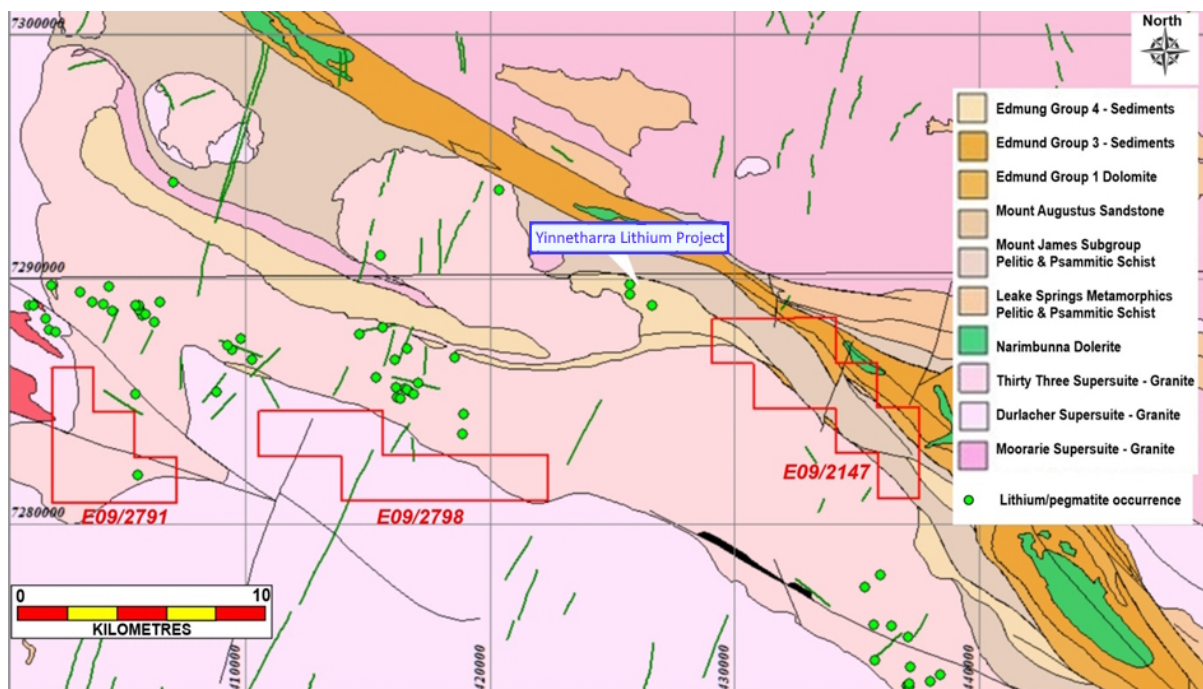 7300000
North
Edmung Group 4 - Sediments
Edmund Group 3 - Sediments
Edmund Group 1 Dolomite
Mount Augustus Sandstone
Mount James Subgroup
Pelitic & Psammitic Schist
Leake Springs Metamorphics
Pelitic & Psammitic Schist
Narimbunna Dolerite
Thirty Three Supersuite - Granite
Durlacher Supersuite - Granite
Moorarie Supersuite - Granite
Lithium/pegmatite occurrence
Yinnetharra Lithium Project
7290000
E09/2147
E09/2791
E09/2798
7280000
0 10
KILOMETRES
410000
420000
430000
440000